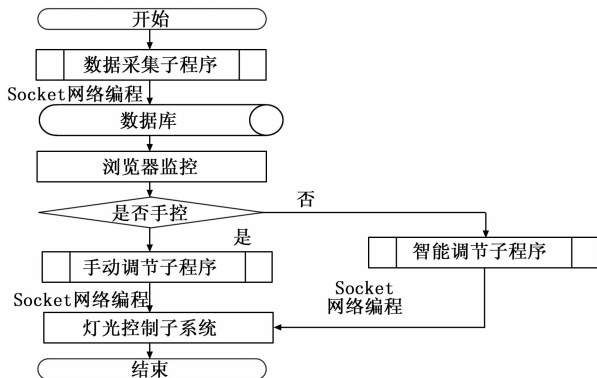 开始
数据采集子程序
Socket网络编程
数据库
浏览器监控
是否手控
否
是
手动调节子程序
智能调节子程序
Socket网络编程
Socket
网络编程
灯光控制子系统
结束